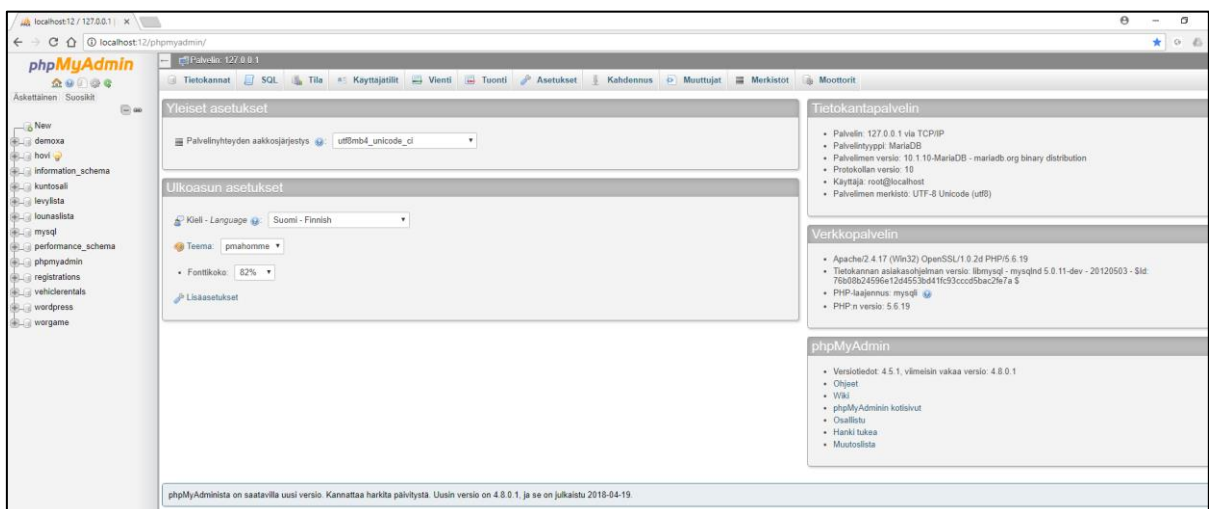 localhost:12 / 127.0.0.1 |
localhost:12/phpmyadmin/
phpMyAdmin
Äskettäinen Suosikit
New
demoxa
hovi
information_schema
kuntosali
levylista
lounaslista
mysql
performance_schema
phpmyadmin
registrations
vehiclerentals
wordpress
worgame
Palvelin: 127.0.0.1
Tietokannat SQL Tila Käyttäjätilit Vienti Tuonti Asetukset Kahdennus Muuttujat Merkistöt Moottorit
Yleiset asetukset
Palvelinyhteyden aakkosjärjestys : utf8mb4_unicode_ci
Ulkoasun asetukset
Kieli - Language : Suomi - Finnish
Teema: pmahomme
• Fonttikoko: 82%
Lisäasetukset
Tietokantapalvelin
• Palvelin: 127.0.0.1 via TCP/IP
• Palvelintyyppi: MariaDB
• Palvelimen versio: 10.1.10-MariaDB - mariadb.org binary distribution
• Protokollan versio: 10
• Käyttäjä: root@localhost
• Palvelimen merkistö: UTF-8 Unicode (utf8)
Verkkopalvelin
• Apache/2.4.17 (Win32) OpenSSL/1.0.2d PHP/5.6.19
• Tietokannan asiakasohjelman versio: libmysql - mysqlnd 5.0.11-dev - 20120503 - $Id:
76b08b24596e12d4553bd41fc93cccd5bac2fe7a $
• PHP-laajennus: mysqli
• PHP:n versio: 5.6.19
phpMyAdmin
• Versiotiedot: 4.5.1, viimeisin vakaa versio: 4.8.0.1
• Ohjeet
• Wiki
• phpMyAdminin kotisivut
• Osallistu
• Hanki tukea
• Muutoslista
phpMyAdminista on saatavilla uusi versio. Kannattaa harkita päivitystä. Uusin versio on 4.8.0.1, ja se on julkaistu 2018-04-19.